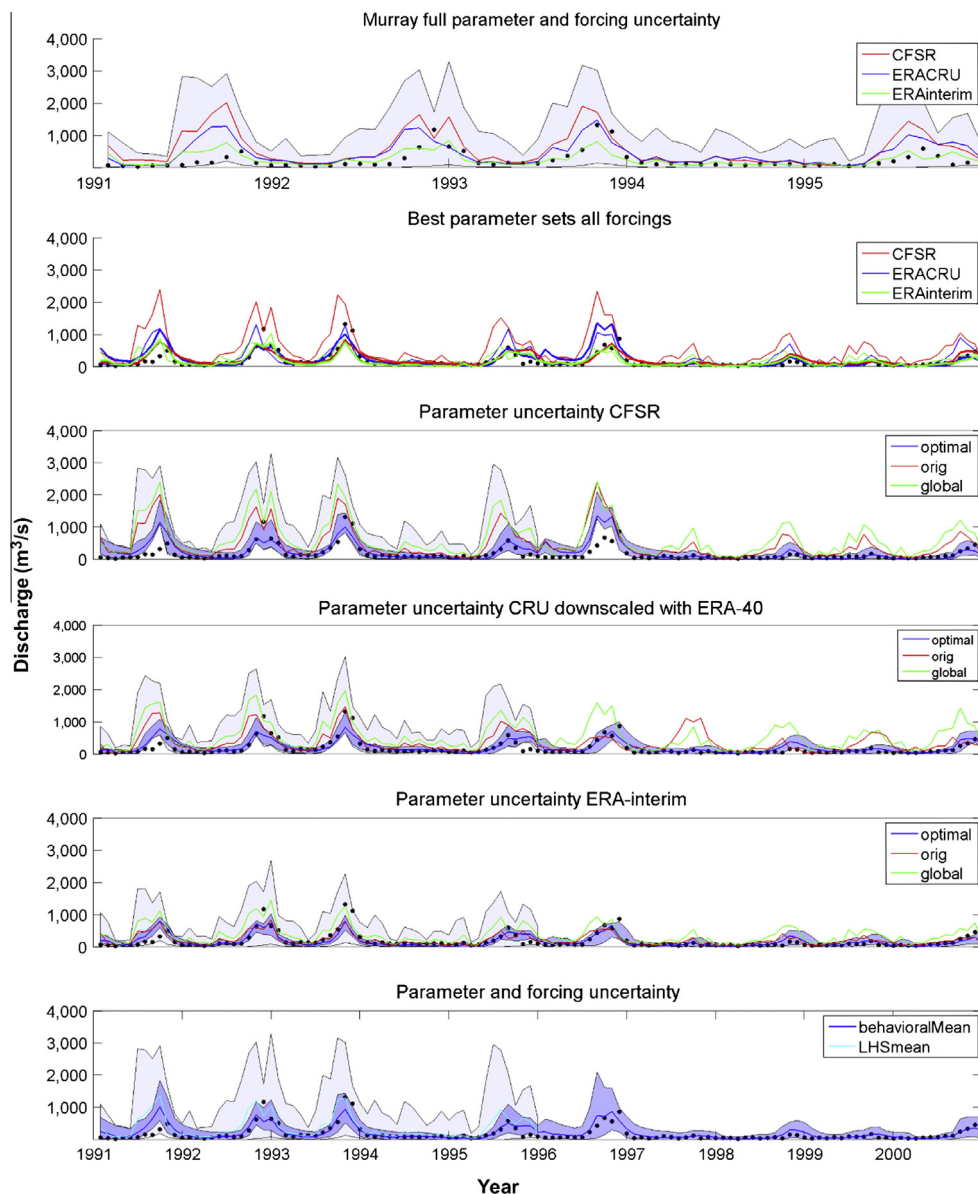 Murray full parameter and forcing uncertainty
4,000
3,000
2,000
1,000
CFSR
ERACRU
ERAinterim
1991 1992 1993 1994 1995
Best parameter sets all forcings
4,000
3,000
2,000
1,000
0
CFSR
ERACRU
ERAinterim
Parameter uncertainty CFSR
4,000
3,000
2,000
1,000
0
optimal
orig
global
Discharge (m³/s)
Parameter uncertainty CRU downscaled with ERA-40
4,000
3,000
2,000
1,000
0
optimal
orig
global
Parameter uncertainty ERA-interim
4,000
3,000
2,000
1,000
0
optimal
orig
global
Parameter and forcing uncertainty
4,000
3,000
2,000
1,000
behavioralMean
LHSmean
1991 1992 1993 1994 1995 1996 1997 1998 1999 2000
Year